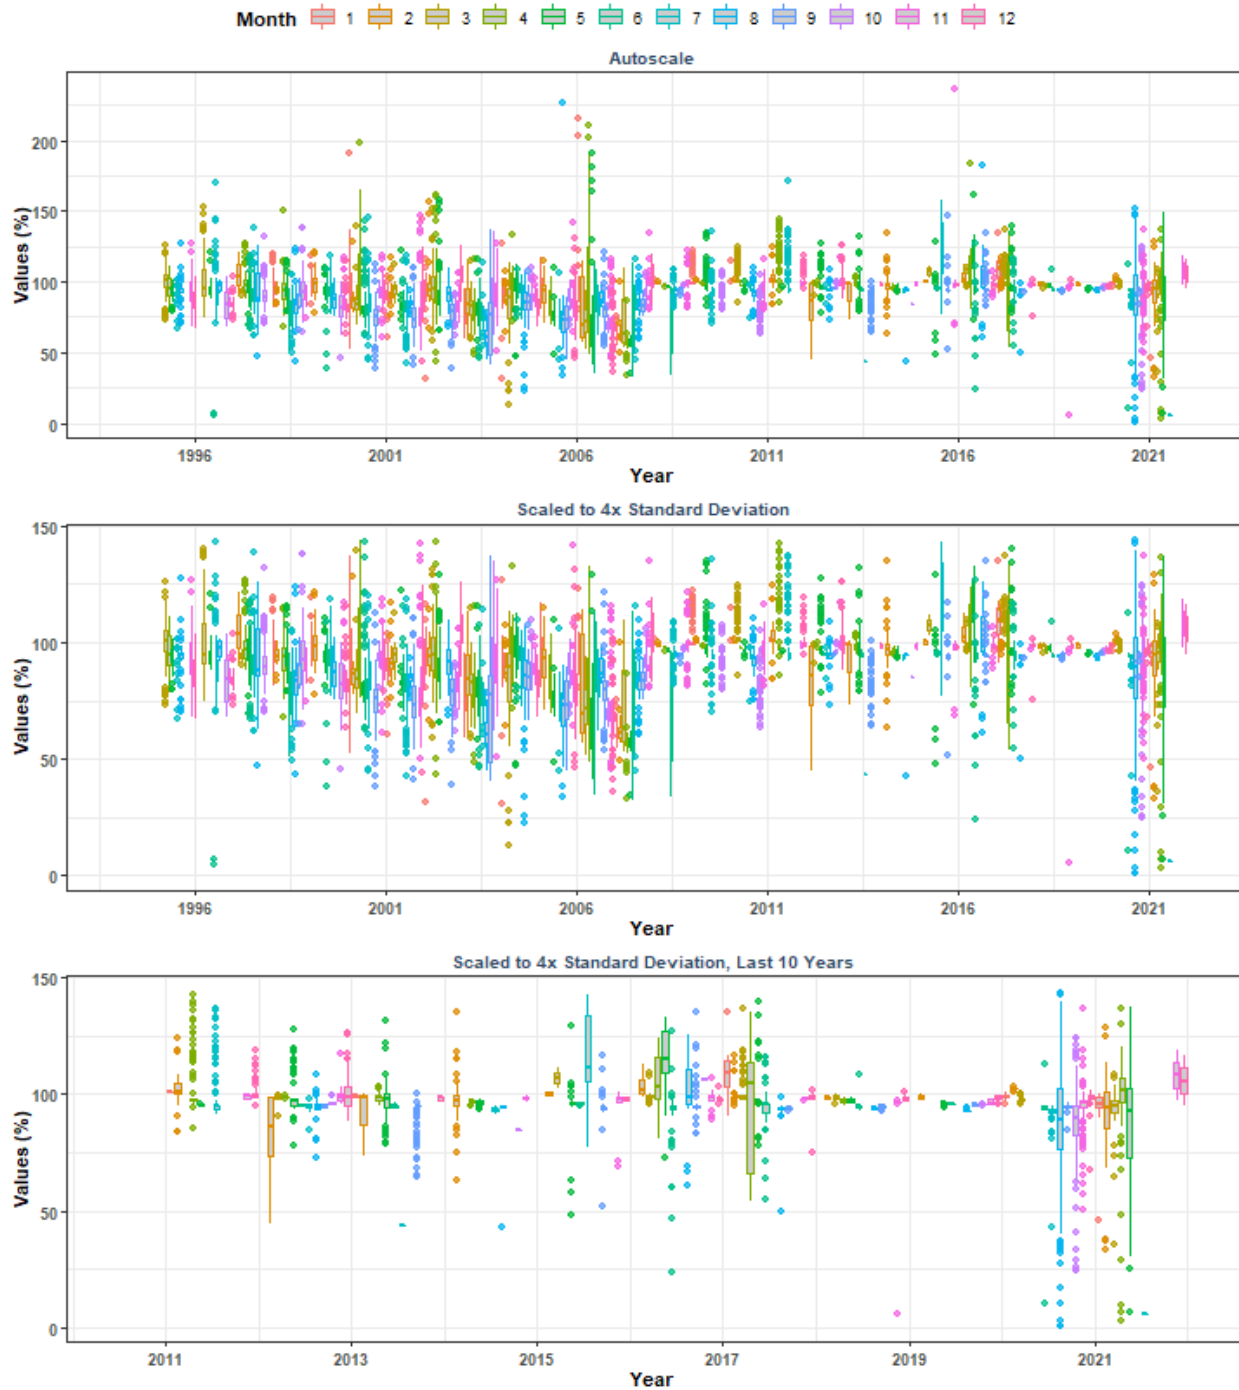 Month 1 2 3 4 5 6 7 8 9 10 11 12
Autoscale
Values (%)
200
150
100
50
0
1996 2001 2006 2011 2016 2021
Year
Scaled to 4x Standard Deviation
Values (%)
150
100
50
0
1996 2001 2006 2011 2016 2021
Year
Scaled to 4x Standard Deviation, Last 10 Years
Values (%)
150
100
50
0
2011 2013 2015 2017 2019 2021
Year